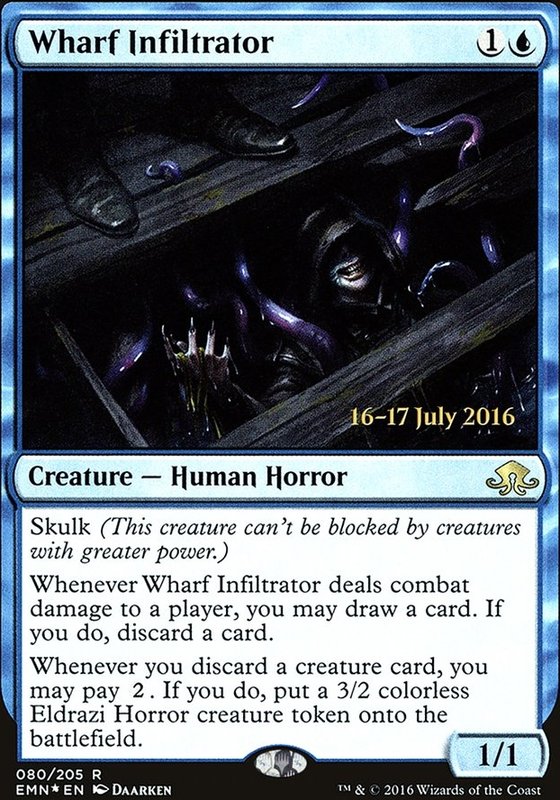 Wharf Infiltrator 1
16–17 July 2016
Creature — Human Horror
Skulk (This creature can't be blocked by creatures
with greater power.)
Whenever Wharf Infiltrator deals combat
damage to a player, you may draw a card. If
you do, discard a card.
Whenever you discard a creature card, you
may pay 2. If you do, put a 3/2 colorless
Eldrazi Horror creature token onto the
battlefield.
1/1
080/205 R
EMN★EN Daarken
™ & © 2016 Wizards of the Coast